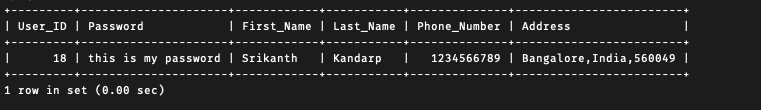 +---------+---------------------+------------+-----------+--------------+-------------------------+
| User_ID | Password            | First_Name | Last_Name | Phone_Number | Address                 |
+---------+---------------------+------------+-----------+--------------+-------------------------+
|      18 | this is my password | Srikanth   | Kandarp   |   1234566789 | Bangalore,India,560049 |
+---------+---------------------+------------+-----------+--------------+-------------------------+
1 row in set (0.00 sec)